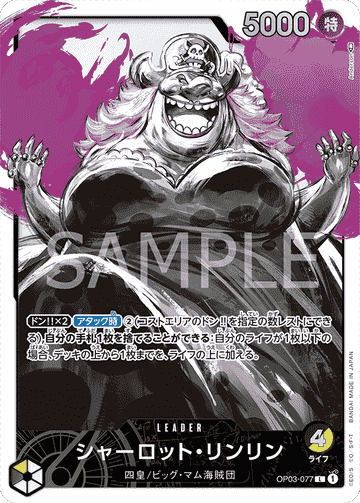 5000 特
SAMPLE
ドン!!×2 アタック時 ②(コストエリアのドン!!を指定の数レストにでき
る)自分の手札1枚を捨てることができる:自分のライフが1枚以下の
場合、デッキの上から1枚までを、ライフの上に加える。
LEADER
シャーロット・リンリン
四皇/ビッグ・マム海賊団
4
ライフ
OP03-077 L
BANDAI MADE IN JAPAN